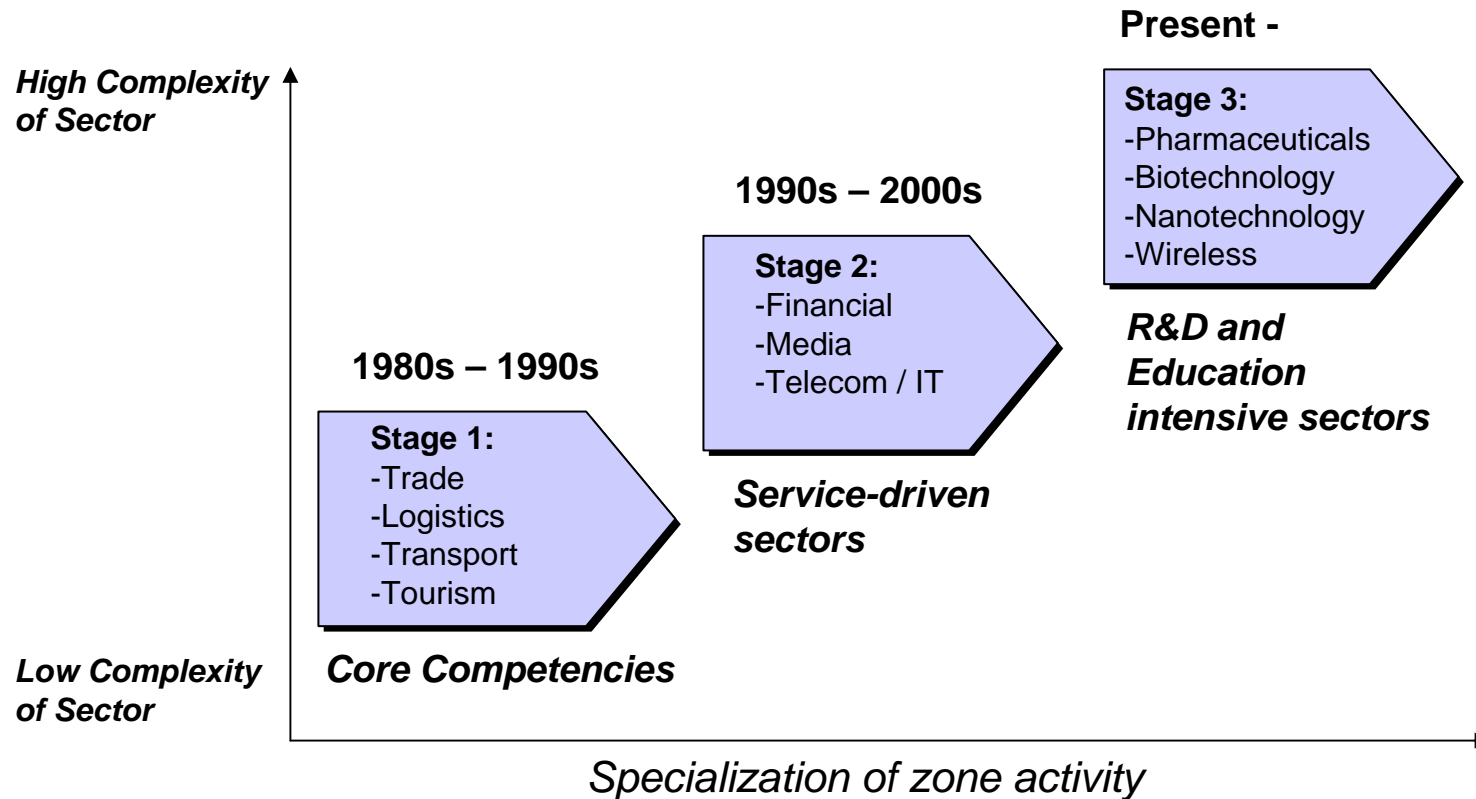 Present -
High Complexity
of Sector
Stage 3:
-Pharmaceuticals
-Biotechnology
-Nanotechnology
-Wireless
1990s – 2000s
Stage 2:
-Financial
-Media
-Telecom / IT
R&D and
Education
intensive sectors
1980s – 1990s
Stage 1:
-Trade
-Logistics
-Transport
-Tourism
Service-driven
sectors
Low Complexity
of Sector
Core Competencies
Specialization of zone activity